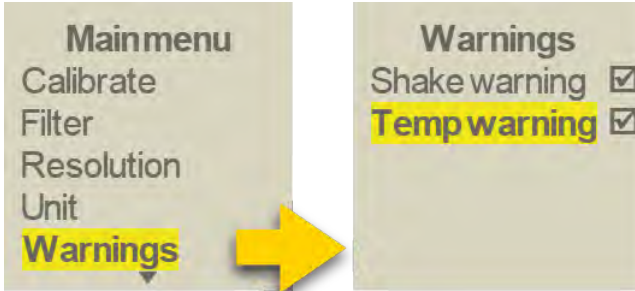 Main menu
Calibrate
Filter
Resolution
Unit
Warnings
Warnings
Shake warning
Temp warning